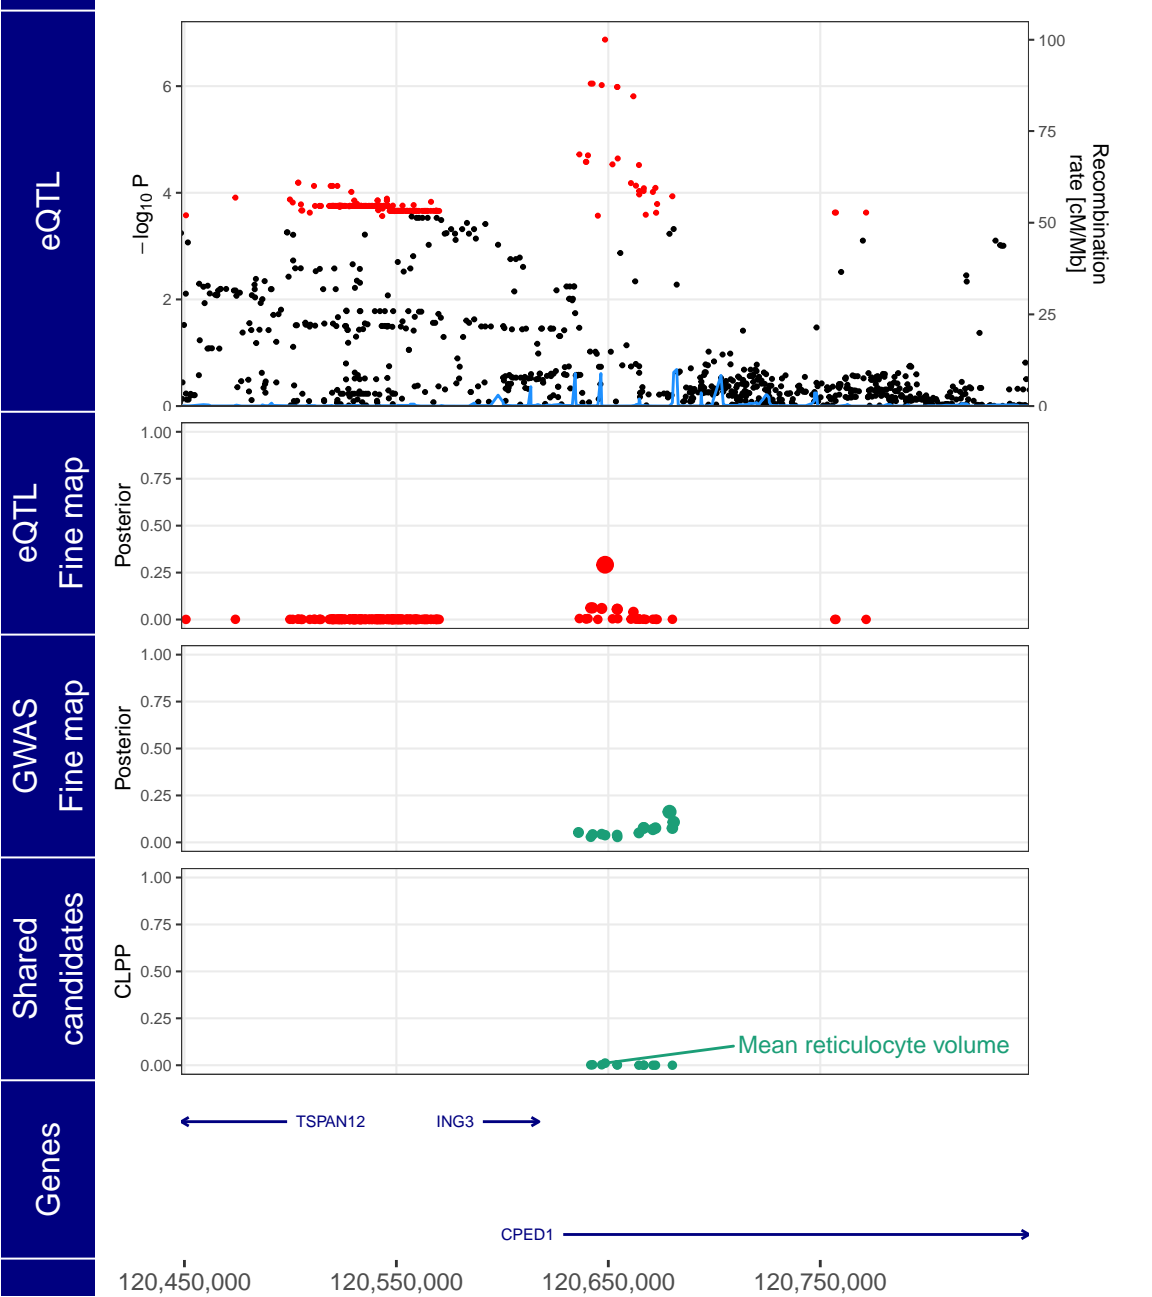 eQTL
−log10 P
6
4
2
0
100
75
50
25
0
Recombination
rate [cM/Mb]
eQTL
Fine map
Posterior
1.00
0.75
0.50
0.25
0.00
GWAS
Fine map
Posterior
1.00
0.75
0.50
0.25
0.00
Shared
candidates
CLPP
1.00
0.75
0.50
0.25
0.00
Mean reticulocyte volume
Genes
TSPAN12
ING3
CPED1
120,450,000
120,550,000
120,650,000
120,750,000